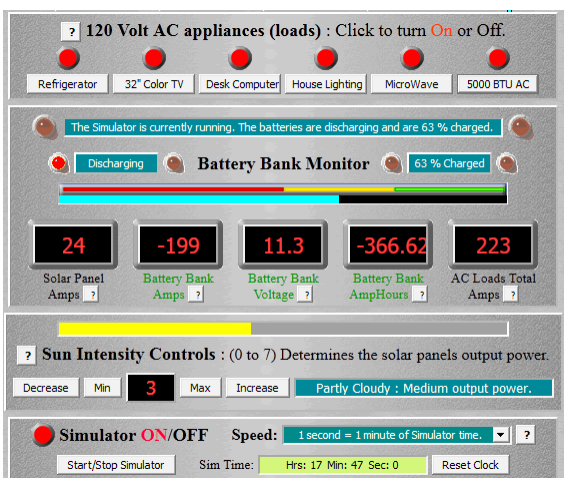 ? 120 Volt AC appliances (loads) : Click to turn On or Off.
Refrigerator 32" Color TV Desk Computer House Lighting MicroWave 5000 BTU AC
The Simulator is currently running. The batteries are discharging and are 63 % charged.
Discharging Battery Bank Monitor 63 % Charged
24 -199 11.3 -366.62 223
Solar Panel Battery Bank Battery Bank Battery Bank AC Loads Total
Amps ? Amps ? Voltage ? AmpHours ? Amps ?
? Sun Intensity Controls : (0 to 7) Determines the solar panels output power.
Decrease Min 3 Max Increase Partly Cloudy : Medium output power.
Simulator ON/OFF Speed: 1 second = 1 minute of Simulator time. ?
Start/Stop Simulator Sim Time: Hrs: 17 Min: 47 Sec: 0 Reset Clock